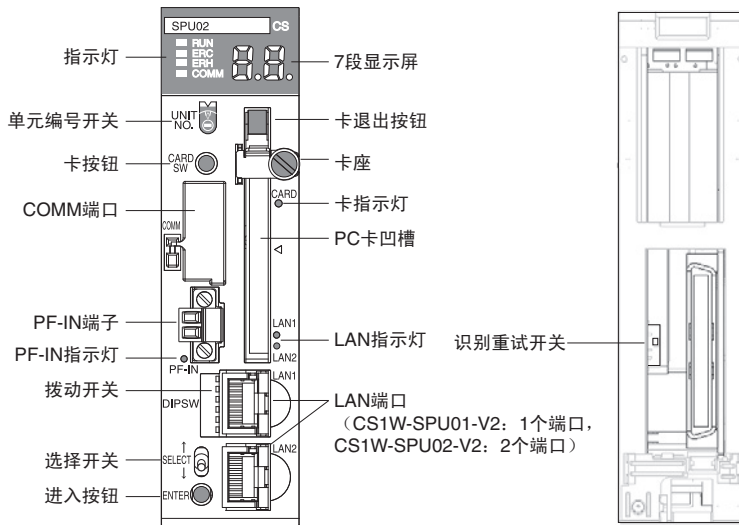 SPU02 CS
RUN
ERC
ERH
COMM
8.8.
指示灯
7段显示屏
单元编号开关
UNIT
NO.
卡退出按钮
卡按钮
CARD
SW
卡座
CARD
卡指示灯
COMM端口
COMM
PC卡凹槽
PF-IN端子
LAN1
LAN指示灯
识别重试开关
PF-IN指示灯
PF-IN
LAN2
拨动开关
DIPSW
LAN1
LAN端口
（CS1W-SPU01-V2：1个端口，
CS1W-SPU02-V2：2个端口）
LAN2
选择开关
↑
SELECT
↓
进入按钮
ENTER